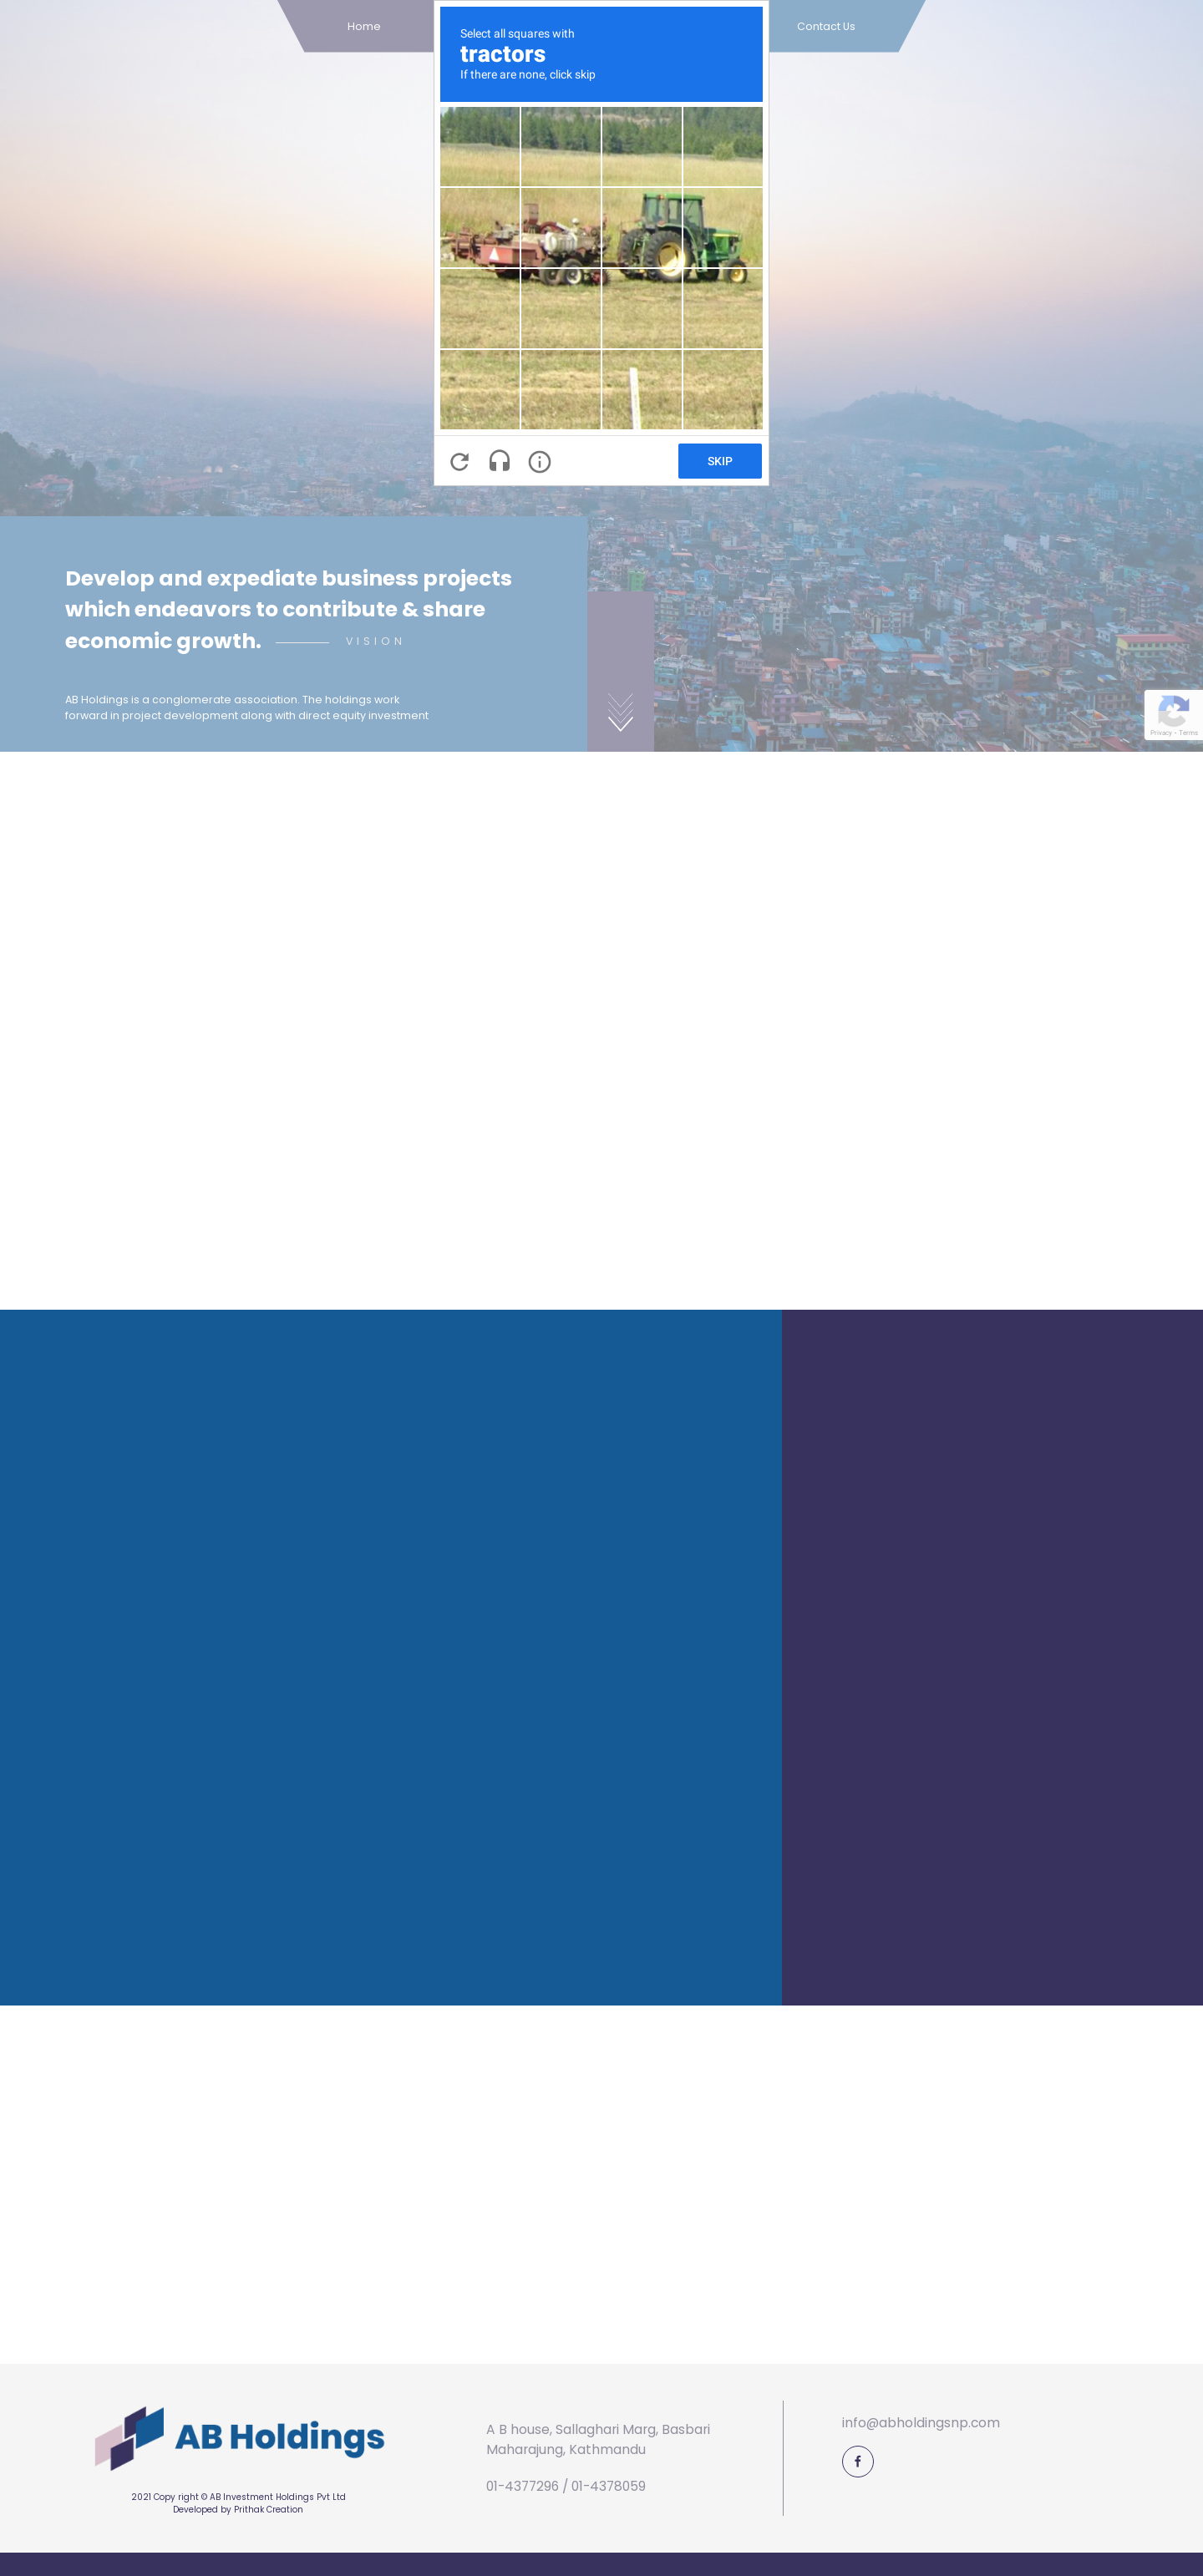 Home
Contact Us
Select all squares with
tractors
If there are none, click skip
SKIP
Develop and expediate business projects
which endeavors to contribute & share
economic growth.
VISION
AB Holdings is a conglomerate association. The holdings work
forward in project development along with direct equity investment
Privacy - Terms
AB Holdings
2021 Copy right © AB Investment Holdings Pvt Ltd
Developed by Prithak Creation
A B house, Sallaghari Marg, Basbari
Maharajung, Kathmandu
01-4377296 / 01-4378059
info@abholdingsnp.com